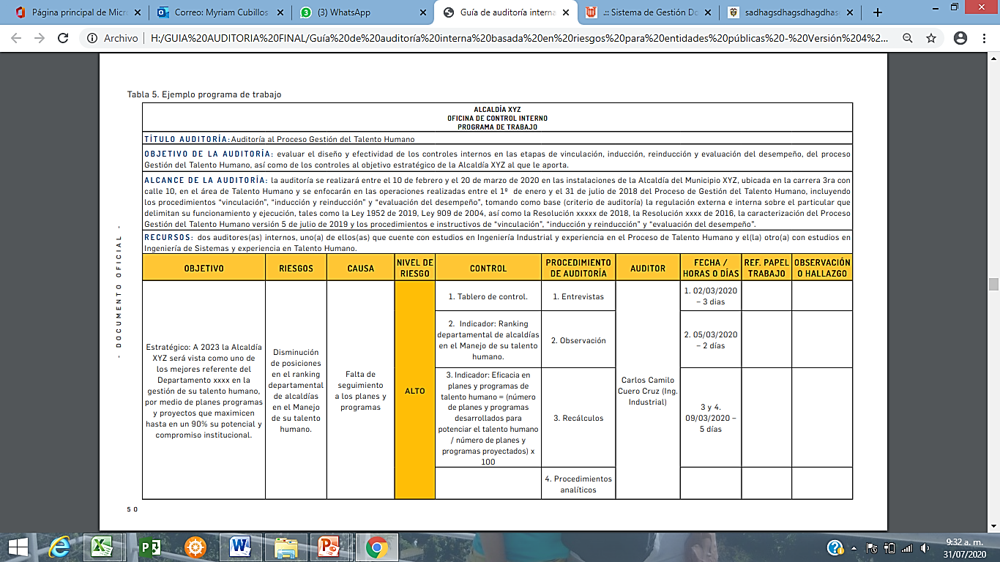 Página principal de Micr
Correo: Myriam Cubillos
(3) WhatsApp
Guía de auditoría interna
.:: Sistema de Gestión Do
sadhagsdhagsdhagdhas
Archivo
H:/GUIA%20AUDITORIA%20FINAL/Guía%20de%20auditoría%20interna%20basada%20en%20riesgos%20para%20entidades%20públicas%20-%20Versión%204%2...
Tabla 5. Ejemplo programa de trabajo
ALCALDÍA XYZ
OFICINA DE CONTROL INTERNO
PROGRAMA DE TRABAJO
TÍTULO AUDITORÍA: Auditoría al Proceso Gestión del Talento Humano
OBJETIVO DE LA AUDITORÍA: evaluar el diseño y efectividad de los controles internos en las etapas de vinculación, inducción, reinducción y evaluación del desempeño, del proceso
Gestión del Talento Humano, así como de los controles al objetivo estratégico de la Alcaldía XYZ al que le aporta.
ALCANCE DE LA AUDITORÍA: la auditoría se realizará entre el 10 de febrero y el 20 de marzo de 2020 en las instalaciones de la Alcaldía del Municipio XYZ, ubicada en la carrera 3ra con
calle 10, en el área de Talento Humano y se enfocarán en las operaciones realizadas entre el 1º de enero y el 31 de julio de 2018 del Proceso de Gestión del Talento Humano, incluyendo
los procedimientos “vinculación”, “inducción y reinducción” y “evaluación del desempeño”, tomando como base (criterio de auditoría) la regulación externa e interna sobre el particular que
delimitan su funcionamiento y ejecución, tales como la Ley 1952 de 2019, Ley 909 de 2004, así como la Resolución xxxxx de 2018, la Resolución xxxx de 2016, la caracterización del Proceso
Gestión del Talento Humano versión 5 de julio de 2019 y los procedimientos e instructivos de “vinculación”, “inducción y reinducción” y “evaluación del desempeño”.
RECURSOS: dos auditores(as) internos, uno(a) de ellos(as) que cuente con estudios en Ingeniería Industrial y experiencia en el Proceso de Talento Humano y el(la) otro(a) con estudios en
Ingeniería de Sistemas y experiencia en Talento Humano.
OBJETIVO
RIESGOS
CAUSA
NIVEL DE
RIESGO
CONTROL
PROCEDIMIENTO
DE AUDITORÍA
AUDITOR
FECHA /
HORAS O DÍAS
REF. PAPEL
TRABAJO
OBSERVACIÓN
O HALLAZGO
Estratégico: A 2023 la Alcaldía
XYZ será vista como uno de
los mejores referente del
Departamento xxxx en la
gestión de su talento humano,
por medio de planes programas
y proyectos que maximicen
hasta en un 90% su potencial y
compromiso institucional.
Disminución
de posiciones
en el ranking
departamental
de alcaldías
en el Manejo
de su talento
humano.
Falta de
seguimiento
a los planes y
programas
ALTO
1. Tablero de control.
2. Indicador: Ranking
departamental de alcaldías
en el Manejo de su talento
humano.
3. Indicador: Eficacia en
planes y programas de
talento humano = (número
de planes y programas
desarrollados para
potenciar el talento humano
/ número de planes y
programas proyectados) x
100
1. Entrevistas
2. Observación
3. Recálculos
4. Procedimientos
analíticos
Carlos Camilo
Cuero Cruz (Ing.
Industrial)
1. 02/03/2020
– 3 dias
2. 05/03/2020
– 2 días
3 y 4.
09/03/2020 –
5 días
- DOCUMENTO OFICIAL -
50
9:32 a. m.
31/07/2020